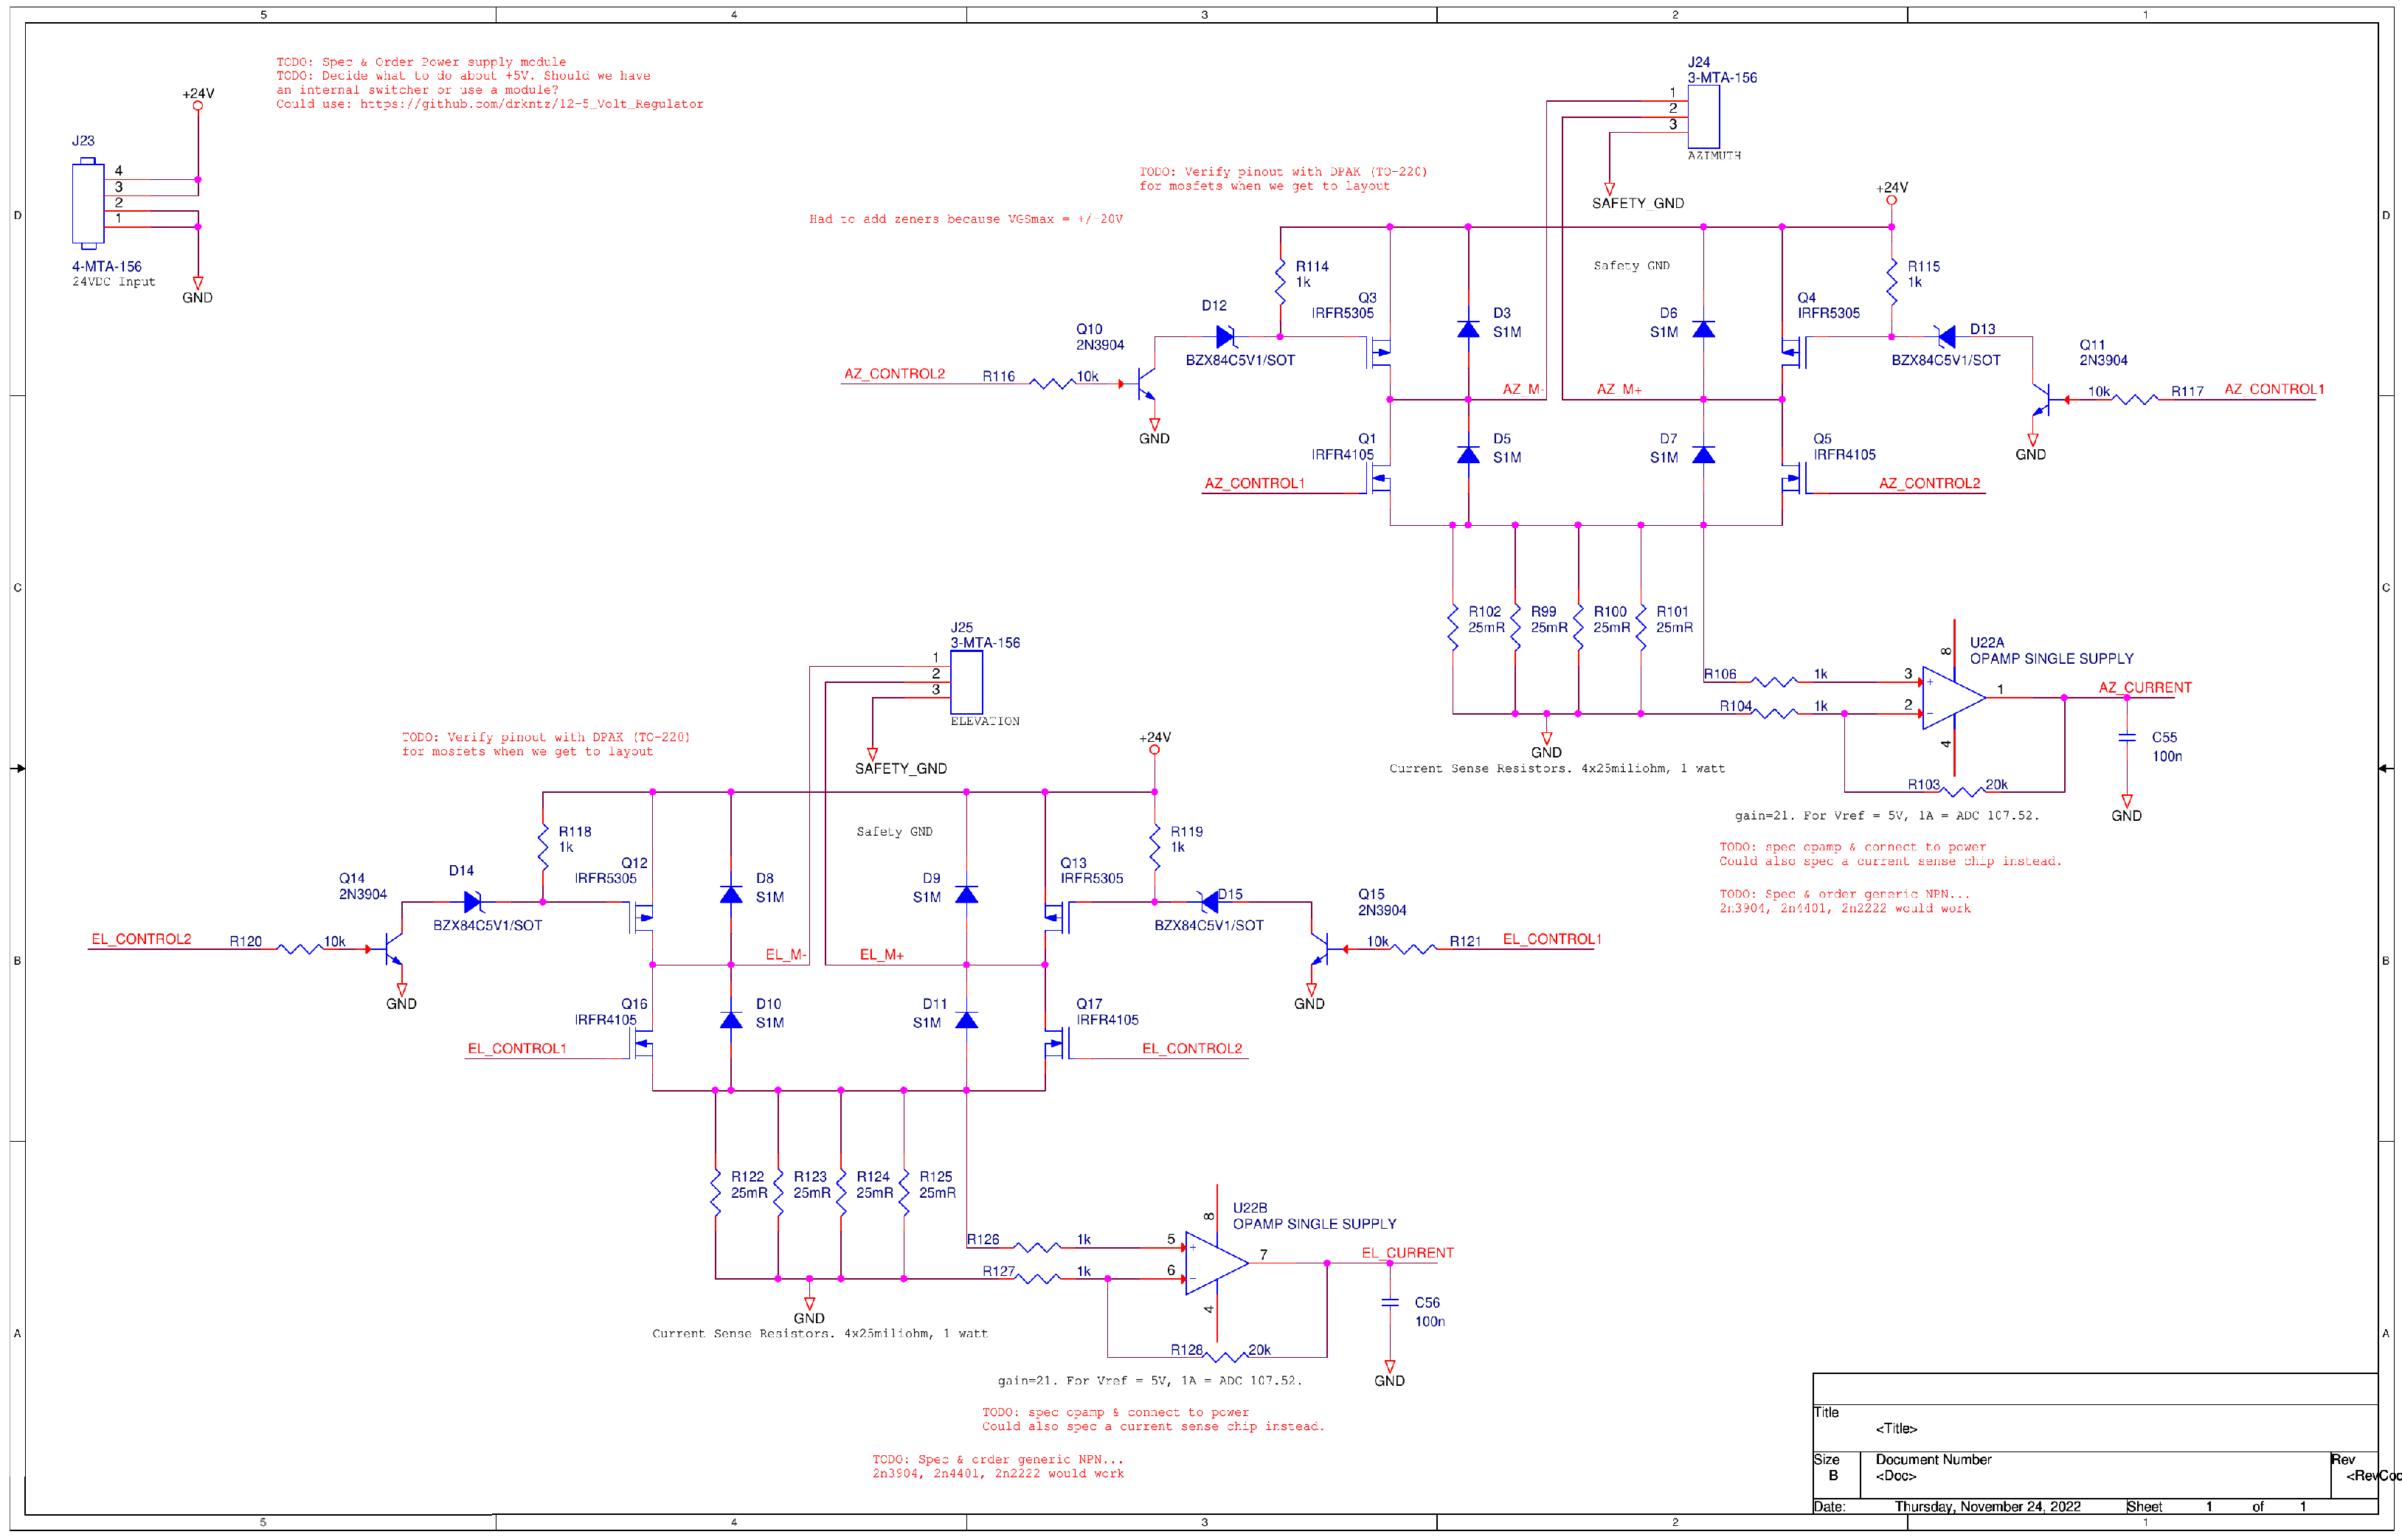 5 4 3 2 1
TODO: Spec & Order Power supply module
TODO: Decide what to do about +5V. Should we have
an internal switcher or use a module?
Could use: https://github.com/drkntz/12-5_Volt_Regulator
+24V
J23
4
3
2
1
4-MTA-156
24VDC Input
GND
J24
3-MTA-156
1
2
3
AZIMUTH
SAFETY_GND
TODO: Verify pinout with DPAK (TO-220)
for mosfets when we get to layout
Had to add zeners because VGSmax = +/-20V
+24V
D
D
Safety GND
R114
1k
R115
1k
Q3
IRFR5305
Q4
IRFR5305
D12
BZX84C5V1/SOT
D3
S1M
D6
S1M
D13
BZX84C5V1/SOT
Q10
2N3904
Q11
2N3904
AZ_CONTROL2
R116
10k
GND
AZ_M-
AZ_M+
10k
R117
AZ_CONTROL1
GND
Q1
IRFR4105
D5
S1M
D7
S1M
Q5
IRFR4105
AZ_CONTROL1
AZ_CONTROL2
C
C
R102
25mR
R99
25mR
R100
25mR
R101
25mR
GND
Current Sense Resistors. 4x25miliohm, 1 watt
U22A
OPAMP SINGLE SUPPLY
R106
1k
3
+
R104
1k
2
-
8
4
1
AZ_CURRENT
C55
100n
R103
20k
GND
gain=21. For Vref = 5V, 1A = ADC 107.52.
TODO: spec opamp & connect to power
Could also spec a current sense chip instead.
TODO: Spec & order generic NPN...
2n3904, 2n4401, 2n2222 would work
J25
3-MTA-156
1
2
3
ELEVATION
SAFETY_GND
TODO: Verify pinout with DPAK (TO-220)
for mosfets when we get to layout
+24V
Safety GND
R118
1k
R119
1k
Q12
IRFR5305
Q13
IRFR5305
D14
BZX84C5V1/SOT
D8
S1M
D9
S1M
D15
BZX84C5V1/SOT
Q14
2N3904
Q15
2N3904
EL_CONTROL2
R120
10k
GND
EL_M-
EL_M+
10k
R121
EL_CONTROL1
GND
B
B
Q16
IRFR4105
D10
S1M
D11
S1M
Q17
IRFR4105
EL_CONTROL1
EL_CONTROL2
R122
25mR
R123
25mR
R124
25mR
R125
25mR
GND
Current Sense Resistors. 4x25miliohm, 1 watt
U22B
OPAMP SINGLE SUPPLY
R126
1k
5
+
R127
1k
6
-
8
4
7
EL_CURRENT
C56
100n
R128
20k
GND
A
A
gain=21. For Vref = 5V, 1A = ADC 107.52.
TODO: spec opamp & connect to power
Could also spec a current sense chip instead.
TODO: Spec & order generic NPN...
2n3904, 2n4401, 2n2222 would work
Title
<Title>
Size
B
Document Number
<Doc>
Rev
<RevCod
Date: Thursday, November 24, 2022 Sheet 1 of 1
5 4 3 2 1